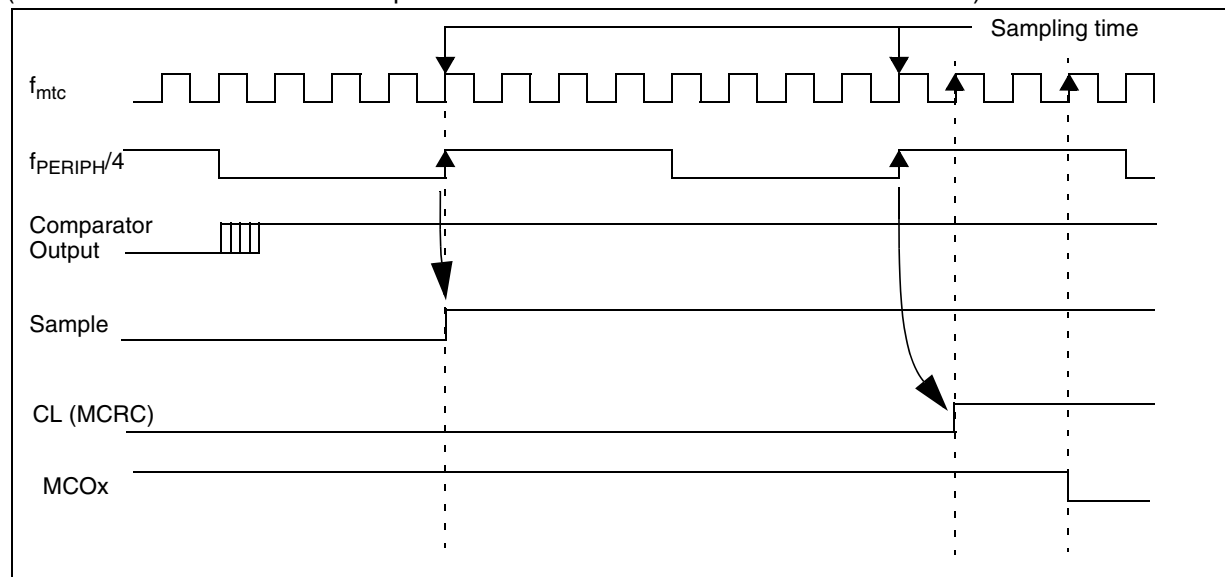 Sampling time
fmtc
fPERIPH/4
Comparator
Output
Sample
CL (MCRC)
MCOx